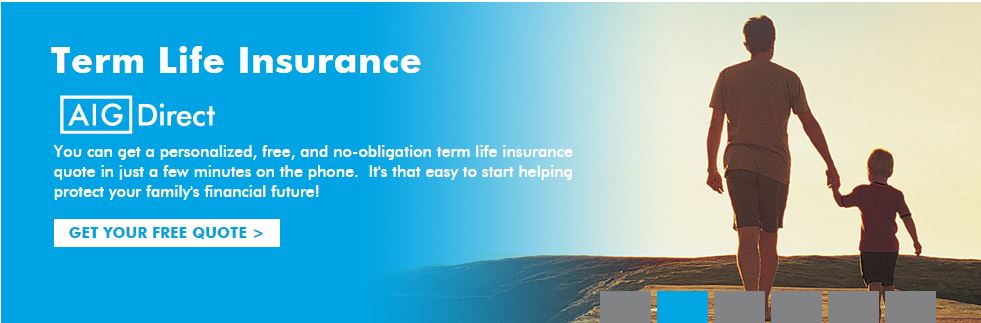 Term Life Insurance
AIG Direct
You can get a personalized, free, and no-obligation term life insurance
quote in just a few minutes on the phone.  It's that easy to start helping
protect your family's financial future!
GET YOUR FREE QUOTE >